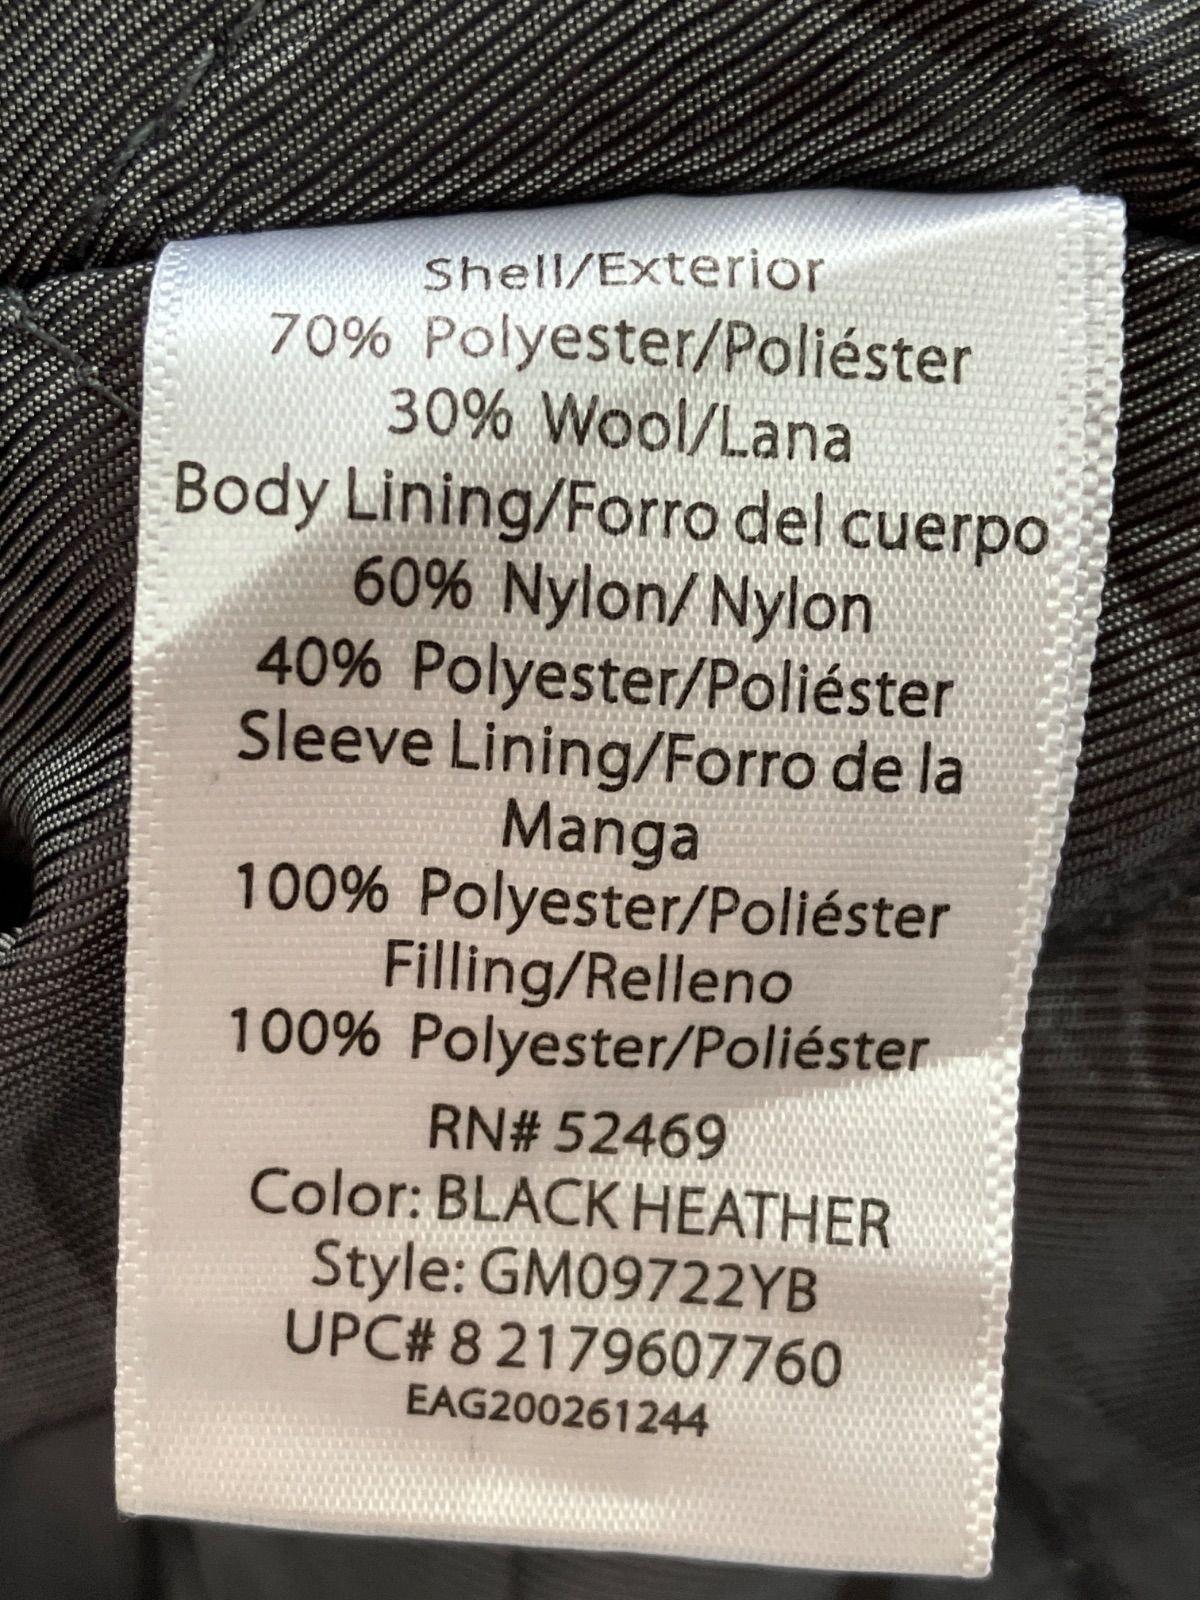 Shell/Exterior
70% Polyester/Poliéster
30% Wool/Lana
Body Lining/Forro del cuerpo
60% Nylon/ Nylon
40% Polyester/Poliéster
Sleeve Lining/Forro de la
Manga
100% Polyester/Poliéster
Filling/Relleno
100% Polyester/Poliéster
RN# 52469
Color: BLACK HEATHER
Style: GM09722YB
UPC# 8 2179607760
EAG200261244